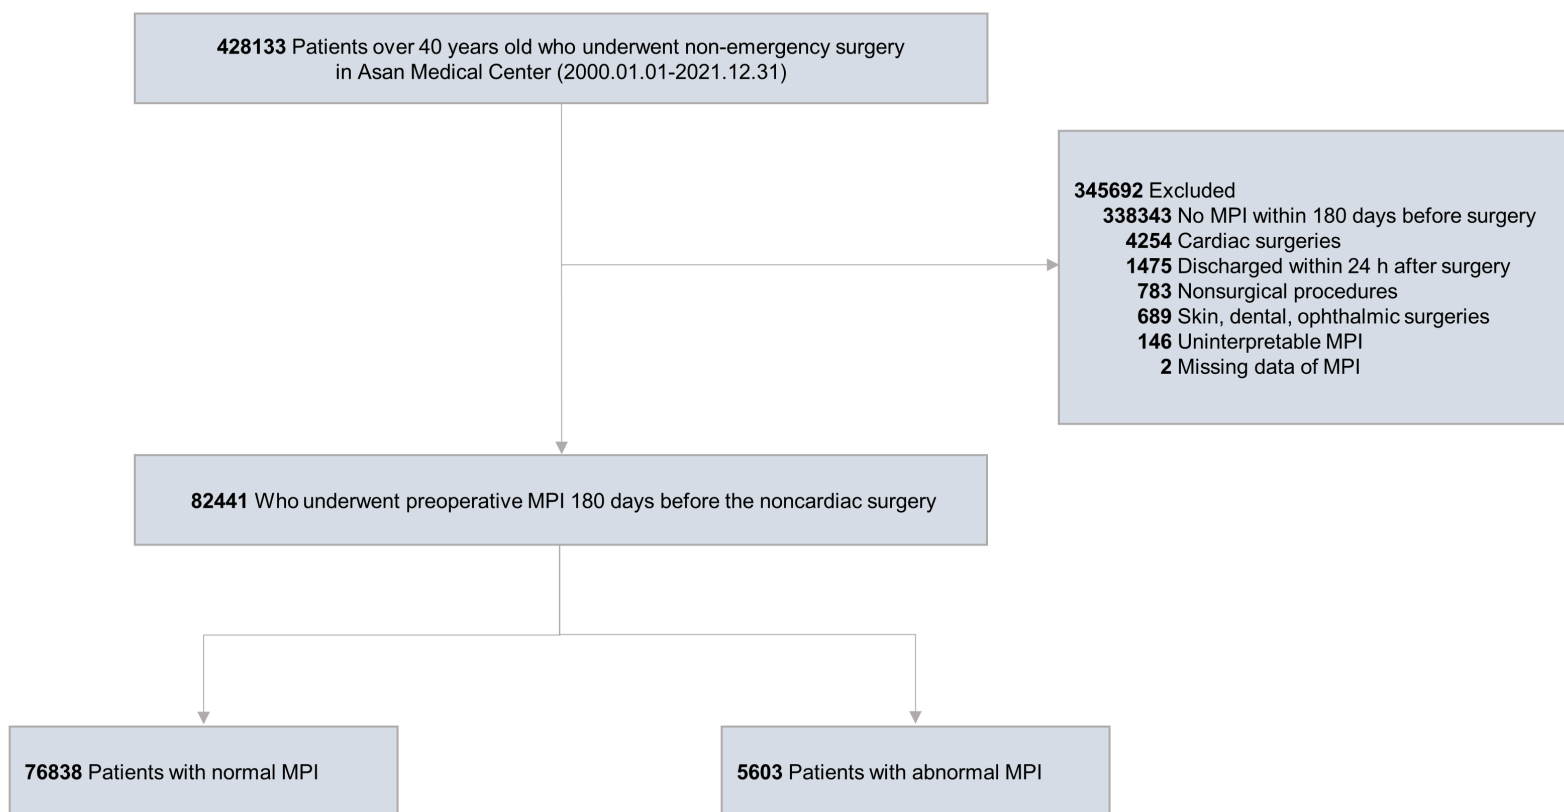 428133 Patients over 40 years old who underwent non-emergency surgery
in Asan Medical Center (2000.01.01-2021.12.31)
345692 Excluded
338343 No MPI within 180 days before surgery
4254 Cardiac surgeries
1475 Discharged within 24 h after surgery
783 Nonsurgical procedures
689 Skin, dental, ophthalmic surgeries
146 Uninterpretable MPI
2 Missing data of MPI
82441 Who underwent preoperative MPI 180 days before the noncardiac surgery
76838 Patients with normal MPI
5603 Patients with abnormal MPI